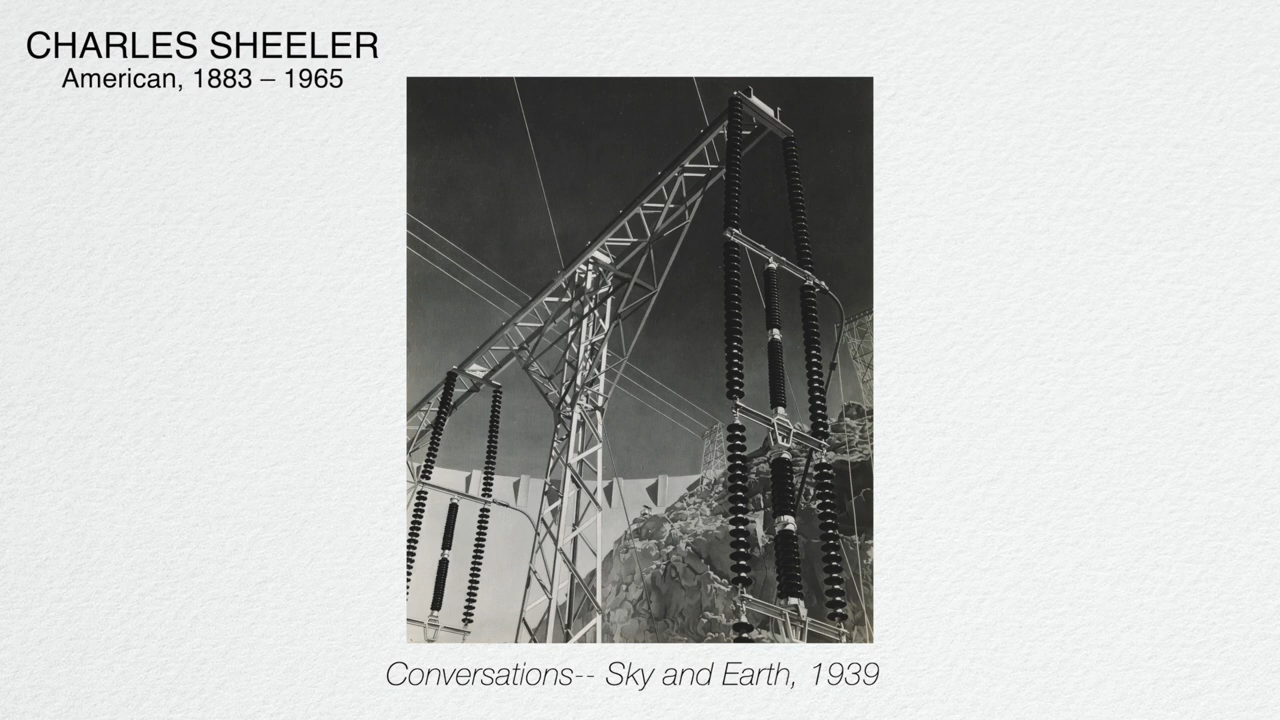 CHARLES SHEELER
American, 1883 – 1965
Conversations-- Sky and Earth, 1939